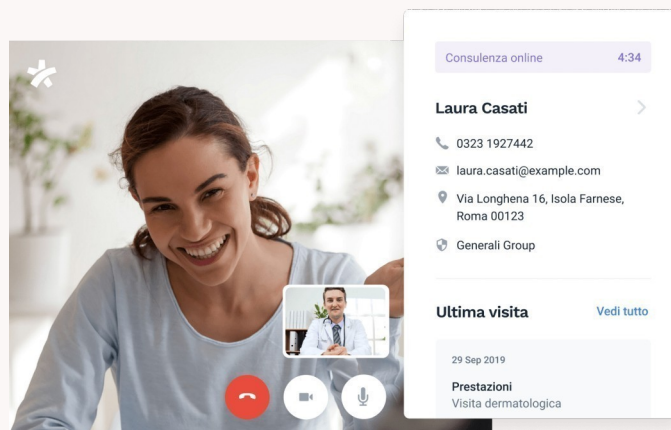 Consulenza online 4:34
Laura Casati
0323 1927442
laura.casati@example.com
Via Longhena 16, Isola Farnese,
Roma 00123
Generali Group
Ultima visita Vedi tutto
29 Sep 2019
Prestazioni
Visita dermatologica